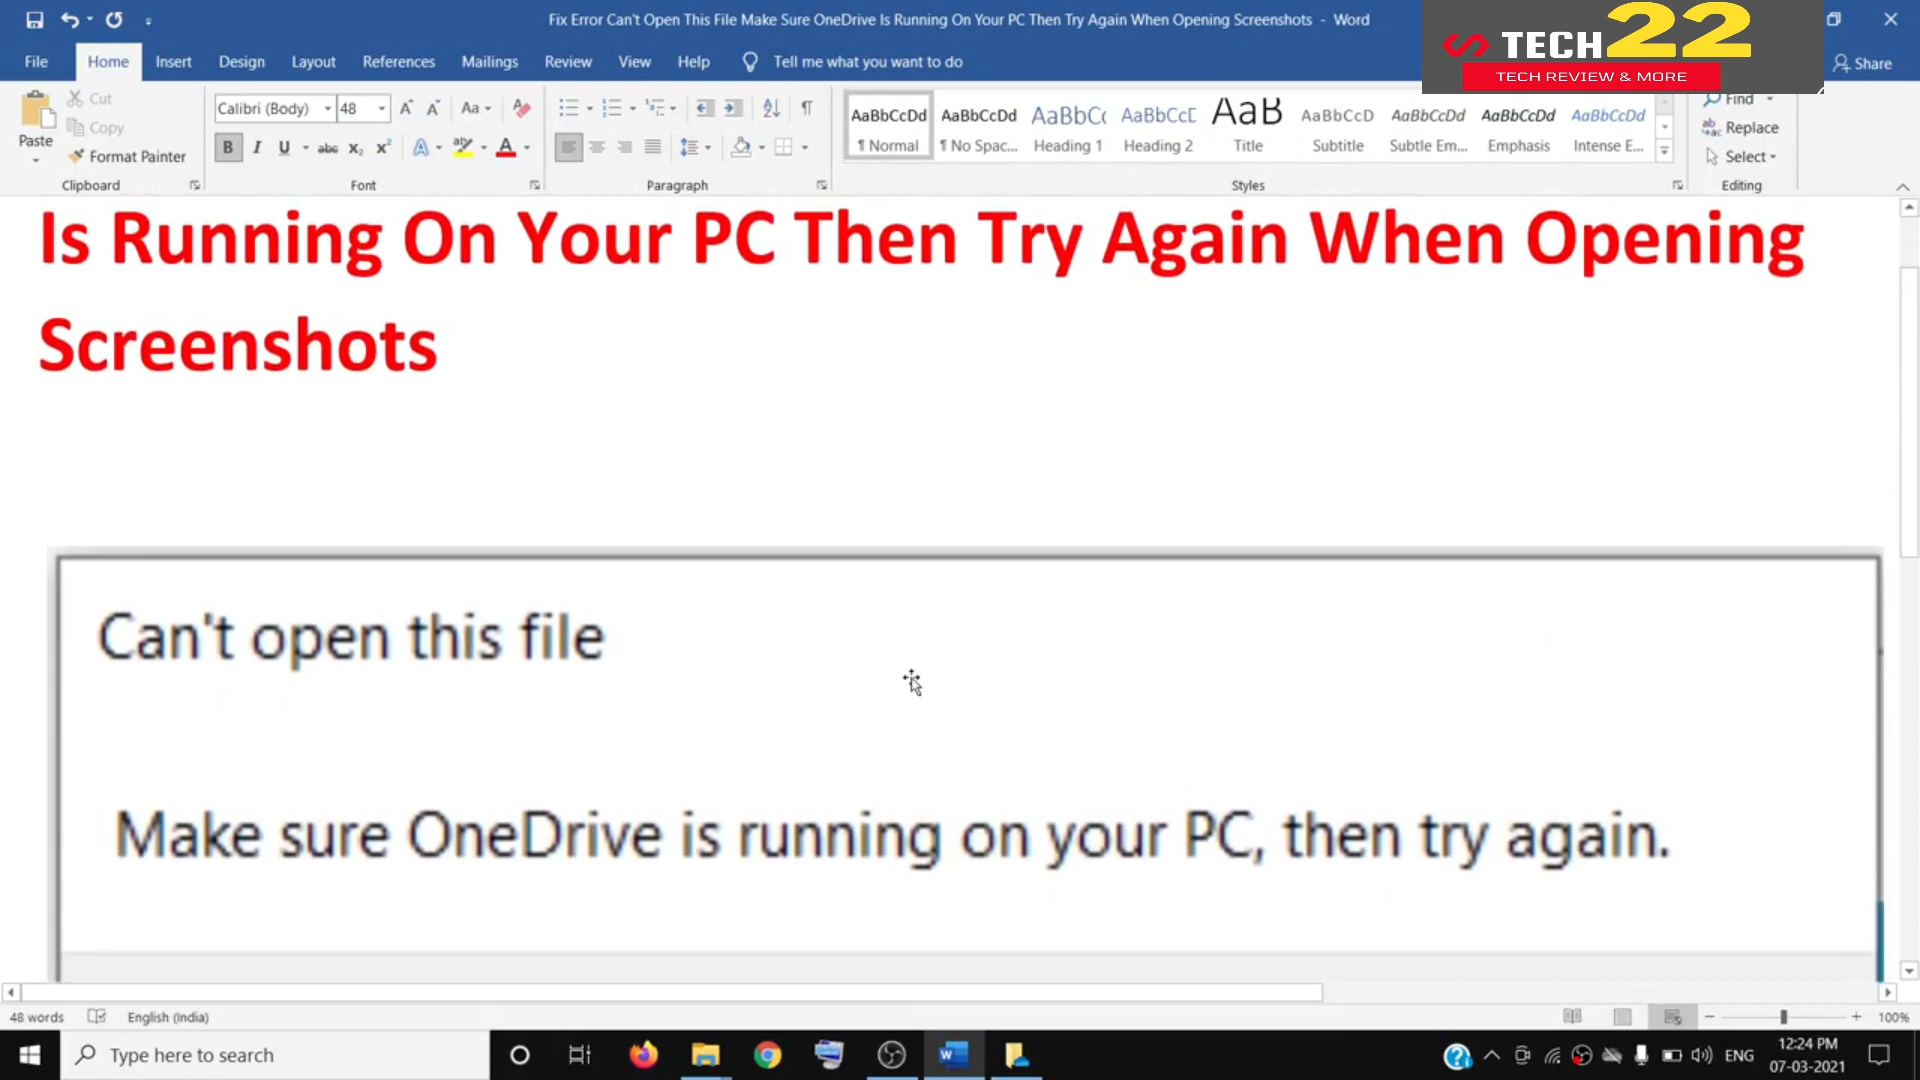 Fix Error Can't Open This File Make Sure OneDrive Is Running On Your PC Then Try Again When Opening Screenshots - Word
TECH22
TECH REVIEW & MORE
File Home Insert Design Layout References Mailings Review View Help Tell me what you want to do Share
Paste
Cut
Copy
Format Painter
Clipboard
Calibri (Body) 48 Aa
B I U abc x₂ x² A A
Font
Paragraph
AaBbCcDd AaBbCcDd AaBbC AaBbCcD AaB AaBbCcD AaBbCcDd AaBbCcDd AaBbCcDd
¶ Normal ¶ No Spac... Heading 1 Heading 2 Title Subtitle Subtle Em... Emphasis Intense E...
Styles
Find
Replace
Select
Editing
Is Running On Your PC Then Try Again When Opening
Screenshots
Can't open this file
Make sure OneDrive is running on your PC, then try again.
48 words English (India) 100%
Type here to search
ENG
12:24 PM
07-03-2021